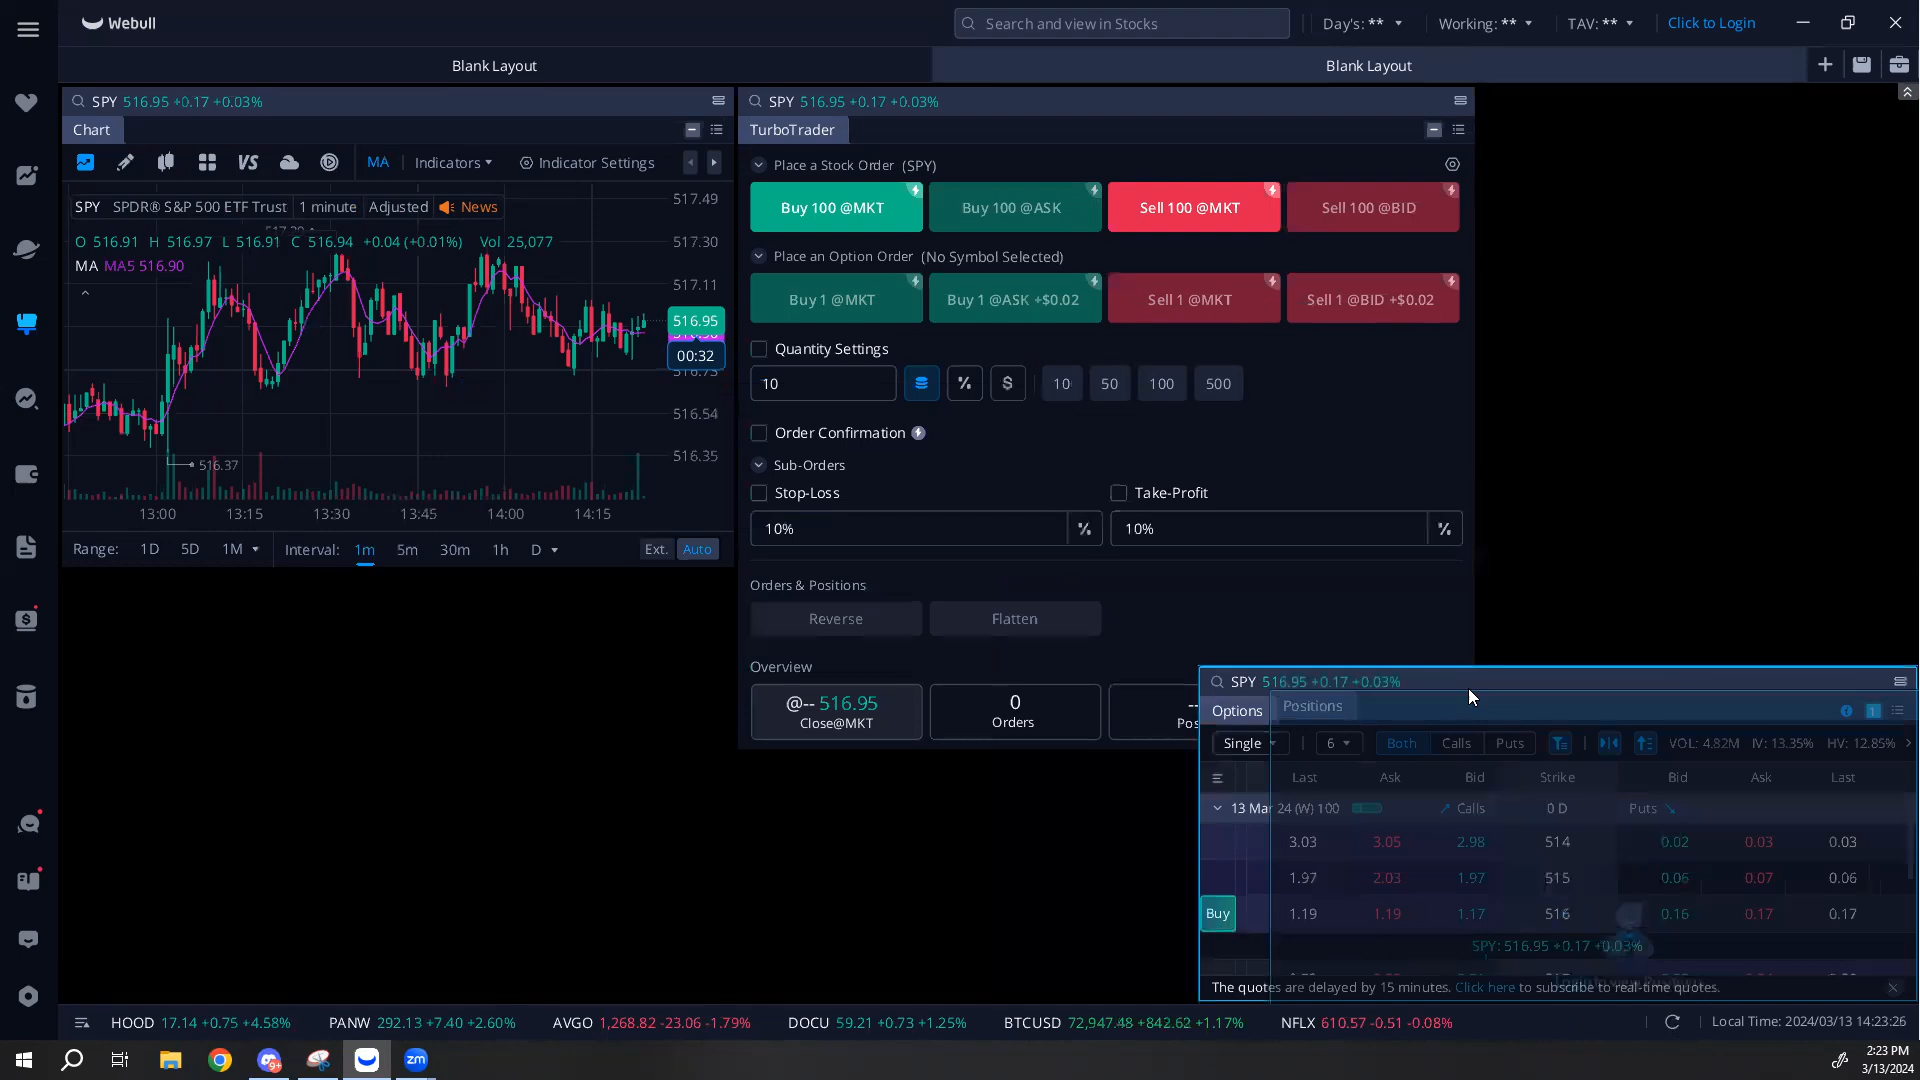 Webull
Search and view in Stocks
Day's: **
Working: **
TAV: **
Click to Login
Blank Layout
Blank Layout
SPY 516.95 +0.17 +0.03%
Chart
VS
MA
Indicators
Indicator Settings
SPY SPDR® S&P 500 ETF Trust 1 minute Adjusted News
O 516.91 H 516.97 L 516.91 C 516.94 +0.04 (+0.01%) Vol 25,077
MA MA5 516.90
517.49
517.30
517.11
516.95
00:32
516.73
516.54
516.35
516.37
13:00 13:15 13:30 13:45 14:00 14:15
Range: 1D 5D 1M Interval: 1m 5m 30m 1h D Ext. Auto
SPY 516.95 +0.17 +0.03%
TurboTrader
Place a Stock Order (SPY)
Buy 100 @MKT
Buy 100 @ASK
Sell 100 @MKT
Sell 100 @BID
Place an Option Order (No Symbol Selected)
Buy 1 @MKT
Buy 1 @ASK +$0.02
Sell 1 @MKT
Sell 1 @BID +$0.02
Quantity Settings
10 % $ 10 50 100 500
Order Confirmation
Sub-Orders
Stop-Loss
Take-Profit
10% %
10% %
Orders & Positions
Reverse
Flatten
Overview
@-- 516.95
Close@MKT
0
Orders
--
SPY 516.95 +0.17 +0.03%
Options
Positions
1
Single 6 Both Calls Puts VOL: 4.82M IV: 13.35% HV: 12.85%
Last Ask Bid Strike Bid Ask Last
13 Mar 24 (W) 100 Calls 0 D Puts
3.03 3.05 2.98 514 0.02 0.03 0.03
1.97 2.03 1.97 515 0.06 0.07 0.06
Buy 1.19 1.19 1.17 516 0.16 0.17 0.17
SPY: 516.95 +0.17 +0.03%
The quotes are delayed by 15 minutes. Click here to subscribe to real-time quotes.
HOOD 17.14 +0.75 +4.58% PANW 292.13 +7.40 +2.60% AVGO 1,268.82 -23.06 -1.79% DOCU 59.21 +0.73 +1.25% BTCUSD 72,947.48 +842.62 +1.17% NFLX 610.57 -0.51 -0.08%
Local Time: 2024/03/13 14:23:26
9+
zm
2:23 PM
3/13/2024